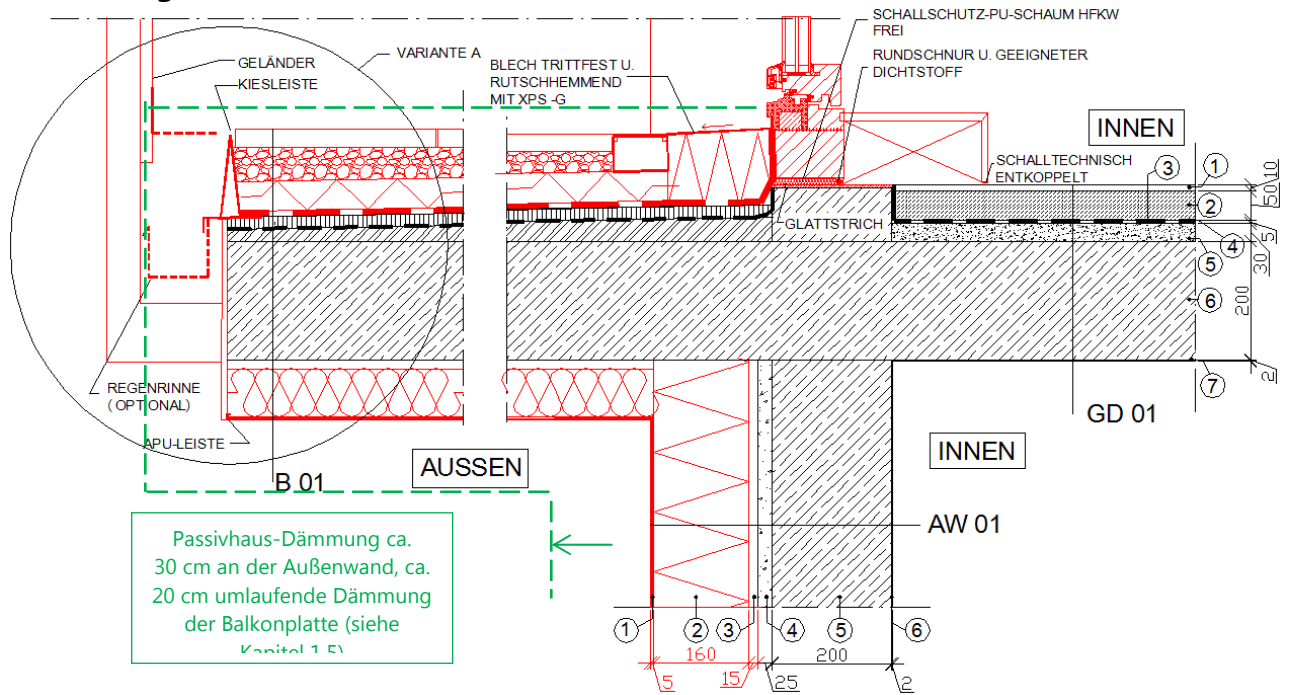 VARIANTE A
GELÄNDER
KIESLEISTE
BLECH TRITTFEST U.
RUTSCHHEMMEND
MIT XPS -G
SCHALLSCHUTZ-PU-SCHAUM HFKW
FREI
RUNDSCHNUR U. GEEIGNETER
DICHTSTOFF
INNEN
SCHALLTECHNISCH
ENTKOPPELT
3
1
2
4
5
6
7
10
50
5
30
200
2
GLATTSTRICH
REGENRINNE
(OPTIONAL)
APU-LEISTE
B 01
AUSSEN
GD 01
INNEN
AW 01
Passivhaus-Dämmung ca.
30 cm an der Außenwand, ca.
20 cm umlaufende Dämmung
der Balkonplatte (siehe
Kapitel 1.5)
1
2
3
4
5
6
160
200
5
15
25
2